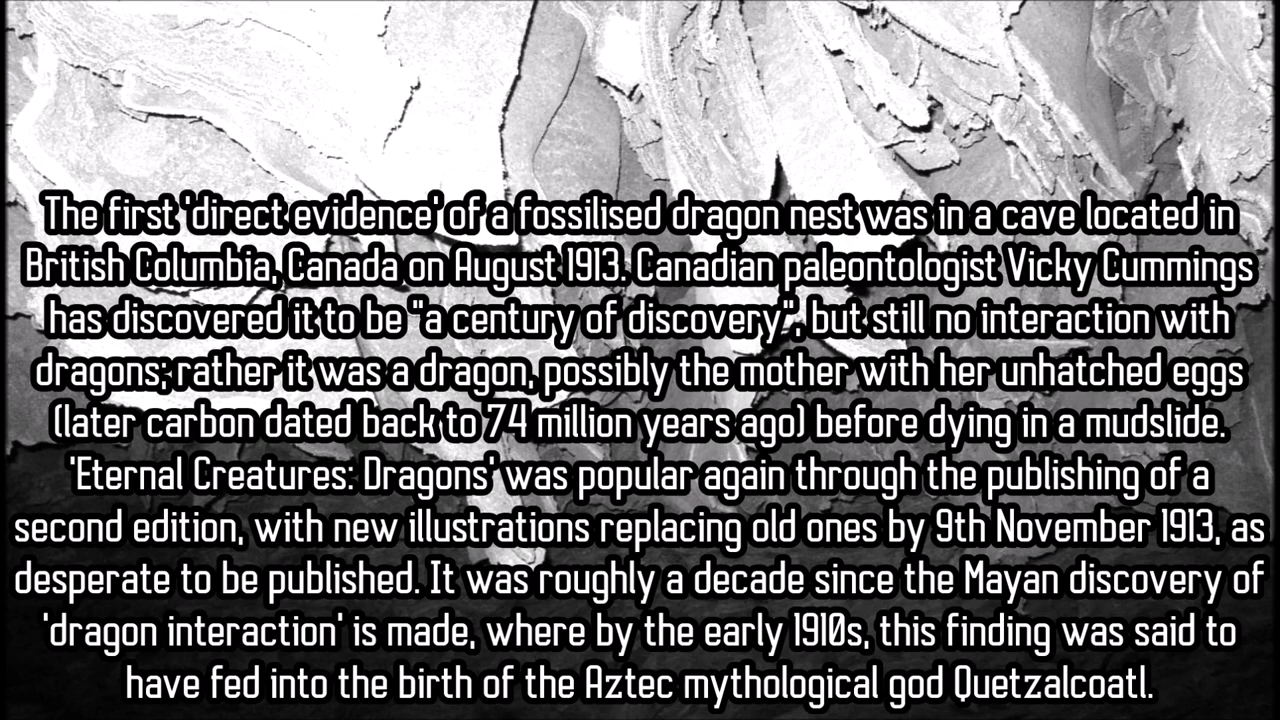 The first 'direct evidence' of a fossilised dragon nest was in a cave located in
British Columbia, Canada on August 1913. Canadian paleontologist Vicky Cummings
has discovered it to be "a century of discovery.", but still no interaction with
dragons; rather it was a dragon, possibly the mother with her unhatched eggs
(later carbon dated back to 74 million years ago) before dying in a mudslide.
'Eternal Creatures: Dragons' was popular again through the publishing of a
second edition, with new illustrations replacing old ones by 9th November 1913, as
desperate to be published. It was roughly a decade since the Mayan discovery of
'dragon interaction' is made, where by the early 1910s, this finding was said to
have fed into the birth of the Aztec mythological god Quetzalcoatl.